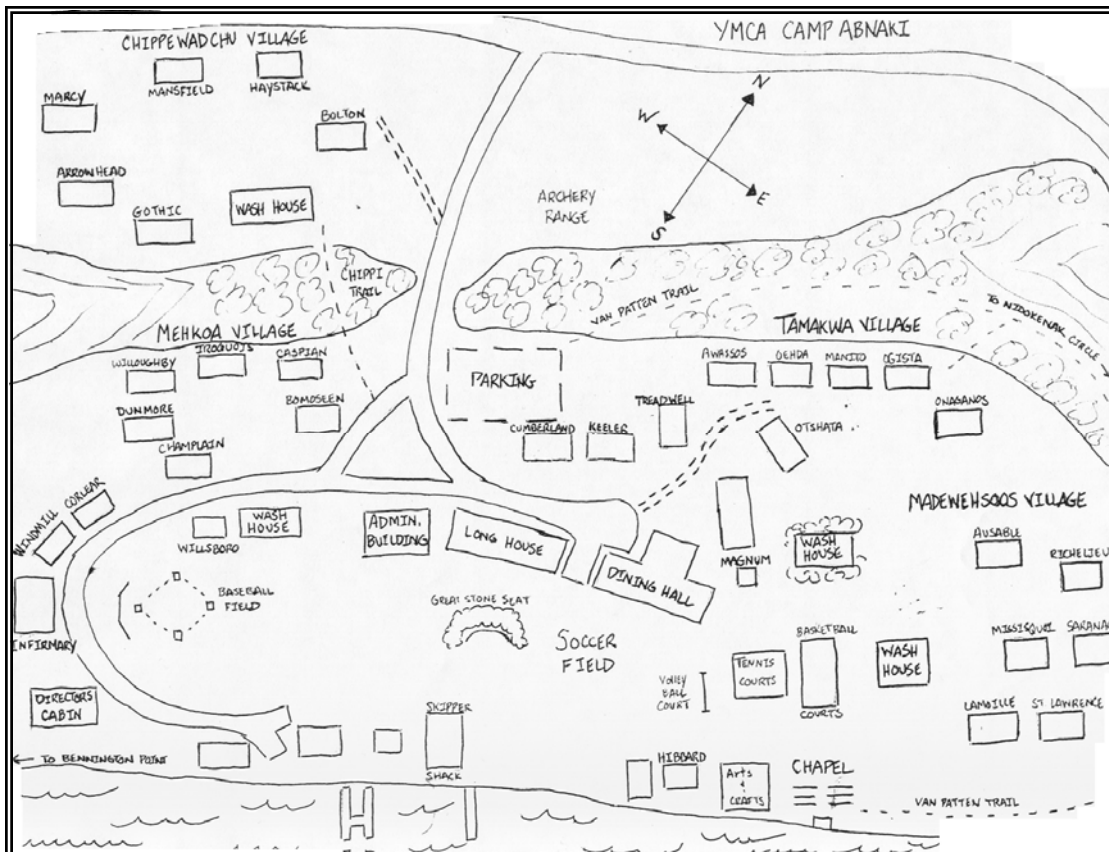 YMCA CAMP ABNAKI
CHIPPEWADCHU VILLAGE
MANSFIELD
HAYSTACK
MARCY
BOLTON
ARROWHEAD
GOTHIC
WASH HOUSE
N
W
E
S
ARCHERY
RANGE
CHIPPI
TRAIL
VAN PATTEN TRAIL
TO NIDOKENAK CIRCLE
MEHKOA VILLAGE
TAMAKWA VILLAGE
WILLOUGHBY
IROQUOIS
CASPIAN
DUNMORE
BOMOSEEN
CHAMPLAIN
PARKING
CUMBERLAND
KEELER
TREADWELL
AWASSOS
OEHDA
MANITO
OGISTA
ONASANOS
OTSHATA
MADEWEHSOOS VILLAGE
WINDMILL
CORLEAR
WILLSBORO
WASH
HOUSE
ADMIN.
BUILDING
LONG HOUSE
DINING HALL
MAGNUM
WASH
HOUSE
AUSABLE
RICHELIEU
INFIRMARY
BASEBALL
FIELD
GREAT STONE SEAT
SOCCER
FIELD
VOLLEY
BALL
COURT
TENNIS
COURTS
BASKETBALL
COURTS
WASH
HOUSE
MISSISQUOI
SARANAC
LAMOILLE
ST LAWRENCE
DIRECTORS
CABIN
← TO BENNINGTON POINT
SKIPPER
SHACK
HIBBARD
Arts
&
CRAFTS
CHAPEL
VAN PATTEN TRAIL